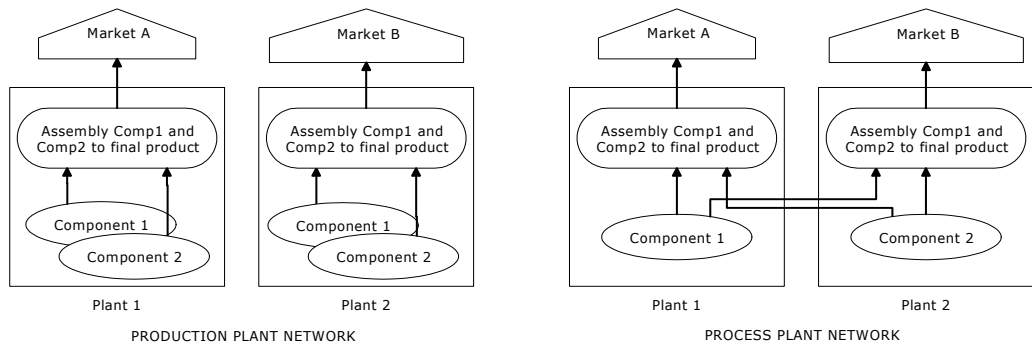 Market A
Assembly Comp1 and
Comp2 to final product
Component 1
Component 2
Plant 1
Market B
Assembly Comp1 and
Comp2 to final product
Component 1
Component 2
Plant 2
PRODUCTION PLANT NETWORK
Market A
Assembly Comp1 and
Comp2 to final product
Component 1
Plant 1
Market B
Assembly Comp1 and
Comp2 to final product
Component 2
Plant 2
PROCESS PLANT NETWORK